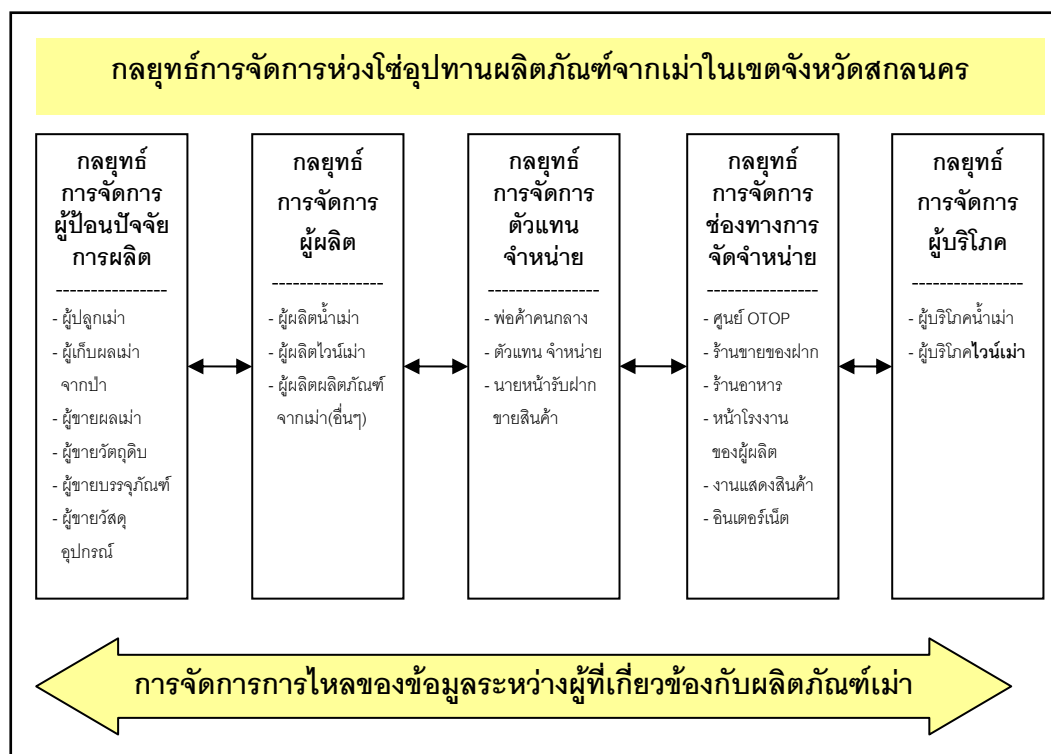 กลยุทธ์การจัดการห่วงโซ่อุปทานผลิตภัณฑ์จากเม่าในเขตจังหวัดสกลนคร
กลยุทธ์
การจัดการ
ผู้ป้อนปัจจัย
การผลิต
----------------
- ผู้ปลูกเม่า
- ผู้เก็บผลเม่า
จากป่า
- ผู้ขายผลเม่า
- ผู้ขายวัตถุดิบ
- ผู้ขายบรรจุภัณฑ์
- ผู้ขายวัสดุ
อุปกรณ์
กลยุทธ์
การจัดการ
ผู้ผลิต
----------------
- ผู้ผลิตน้ำเม่า
- ผู้ผลิตไวน์เม่า
- ผู้ผลิตผลิตภัณฑ์
จากเม่า(อื่นๆ)
กลยุทธ์
การจัดการ
ตัวแทน
จำหน่าย
----------------
- พ่อค้าคนกลาง
- ตัวแทน จำหน่าย
- นายหน้ารับฝาก
ขายสินค้า
กลยุทธ์
การจัดการ
ช่องทางการ
จัดจำหน่าย
----------------
- ศูนย์ OTOP
- ร้านขายของฝาก
- ร้านอาหาร
- หน้าโรงงาน
ของผู้ผลิต
- งานแสดงสินค้า
- อินเตอร์เน็ต
กลยุทธ์
การจัดการ
ผู้บริโภค
----------------
- ผู้บริโภคน้ำเม่า
- ผู้บริโภคไวน์เม่า
การจัดการการไหลของข้อมูลระหว่างผู้ที่เกี่ยวข้องกับผลิตภัณฑ์เม่า